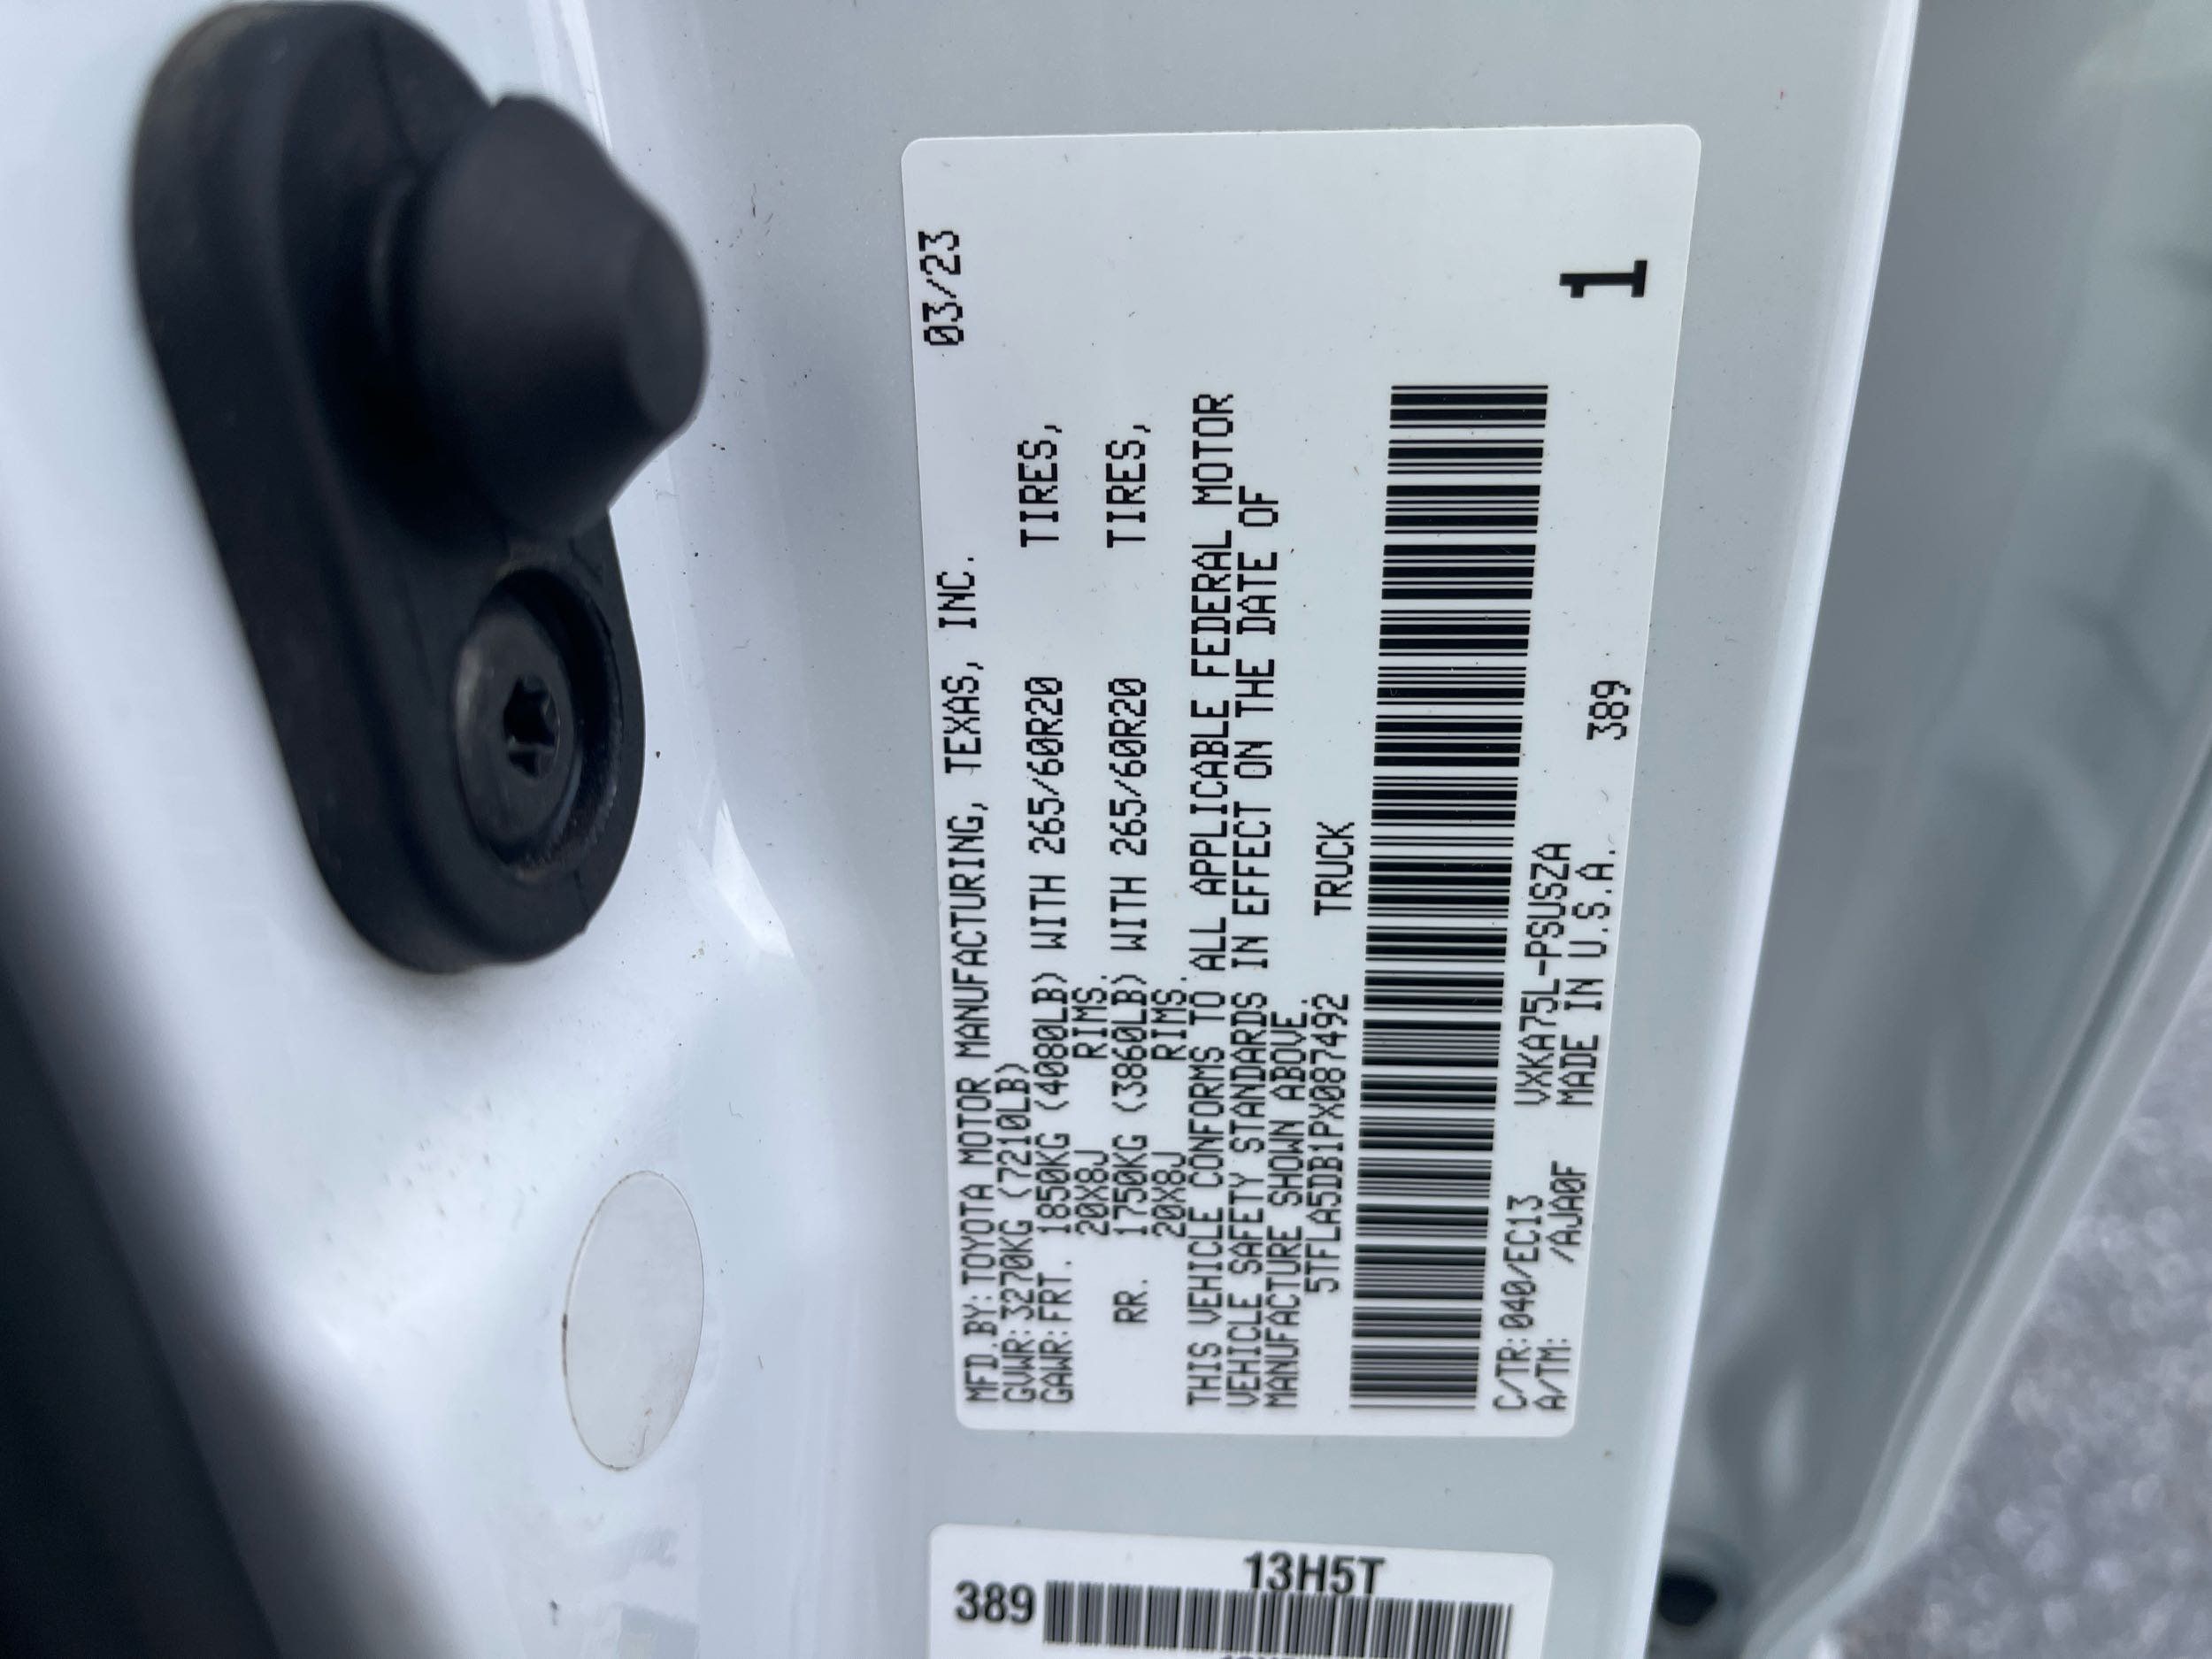 03/23
MFD.BY:TOYOTA MOTOR MANUFACTURING, TEXAS, INC.
GVWR:3270KG (7210LB)
GAWR:FRT. 1850KG (4080LB) WITH 265/60R20 TIRES,
20X8J RIMS.
RR. 1750KG (3860LB) WITH 265/60R20 TIRES,
20X8J RIMS.
THIS VEHICLE CONFORMS TO ALL APPLICABLE FEDERAL MOTOR
VEHICLE SAFETY STANDARDS IN EFFECT ON THE DATE OF
MANUFACTURE SHOWN ABOVE.
5TFLA5DB1PX087492 TRUCK
C/TR:040/EC13 VXKA75L-PSUSZA
A/TM: /AJA0F MADE IN U.S.A. 389
1
13H5T
389